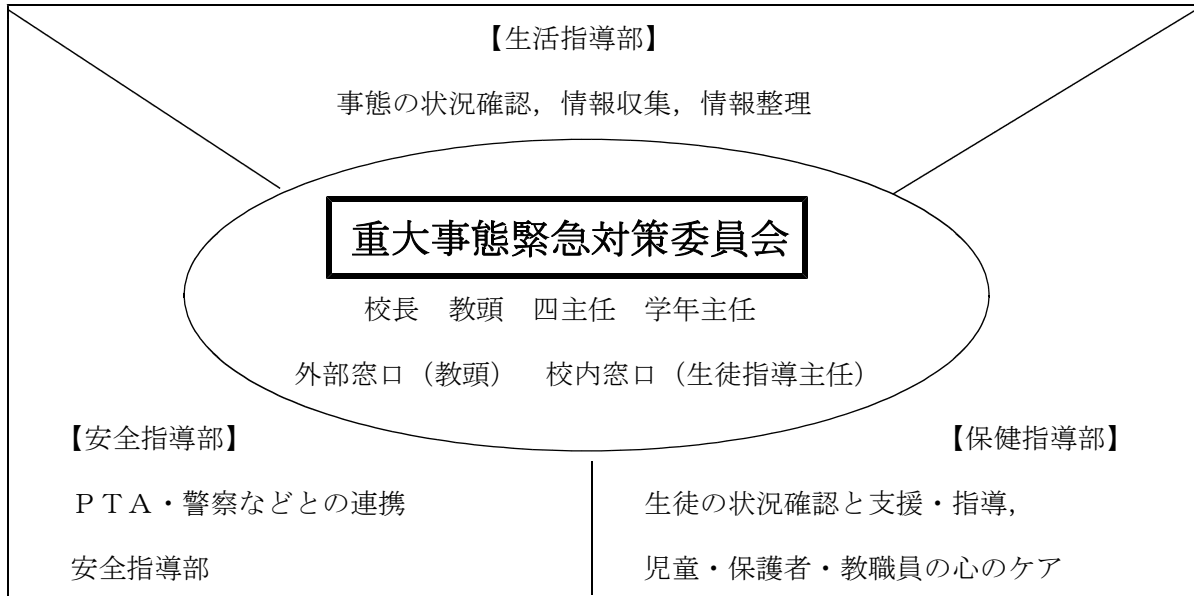 【生活指導部】
事態の状況確認，情報収集，情報整理
重大事態緊急対策委員会
校長　教頭　四主任　学年主任
外部窓口（教頭）　校内窓口（生徒指導主任）
【安全指導部】
ＰＴＡ・警察などとの連携
安全指導部
【保健指導部】
生徒の状況確認と支援・指導，
児童・保護者・教職員の心のケア